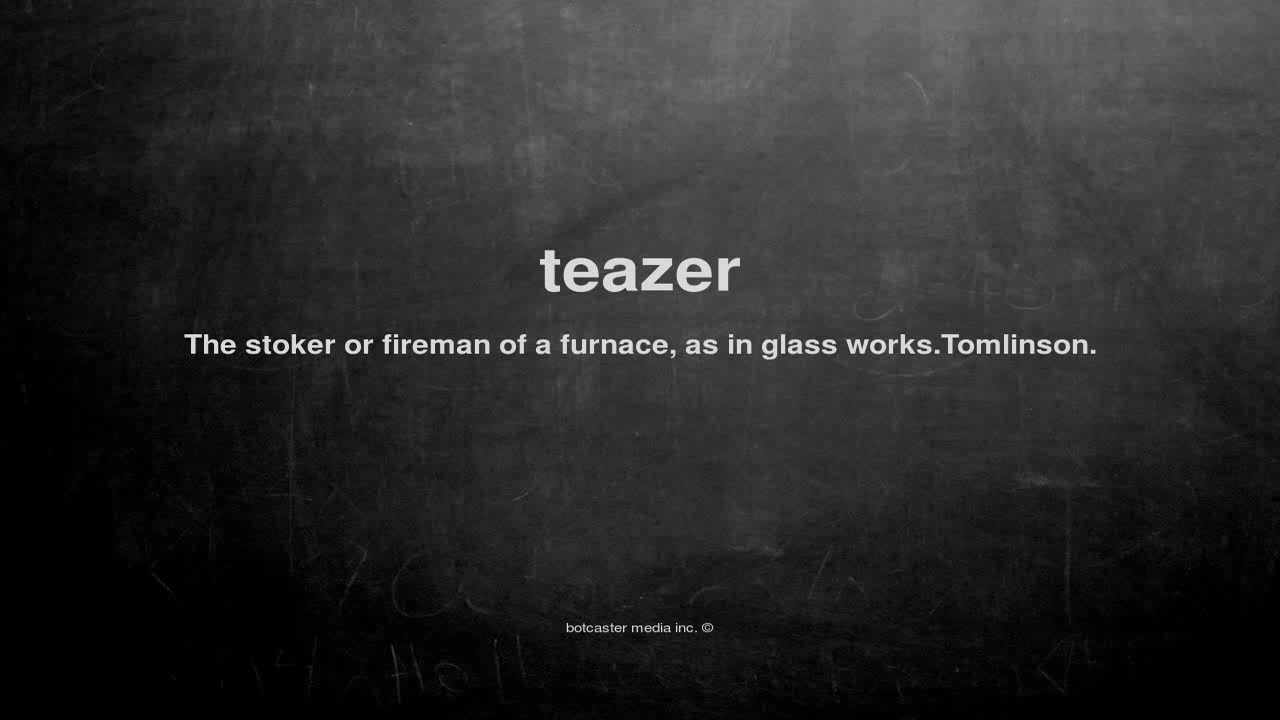 teazer
The stoker or fireman of a furnace, as in glass works.Tomlinson.
botcaster media inc. ©